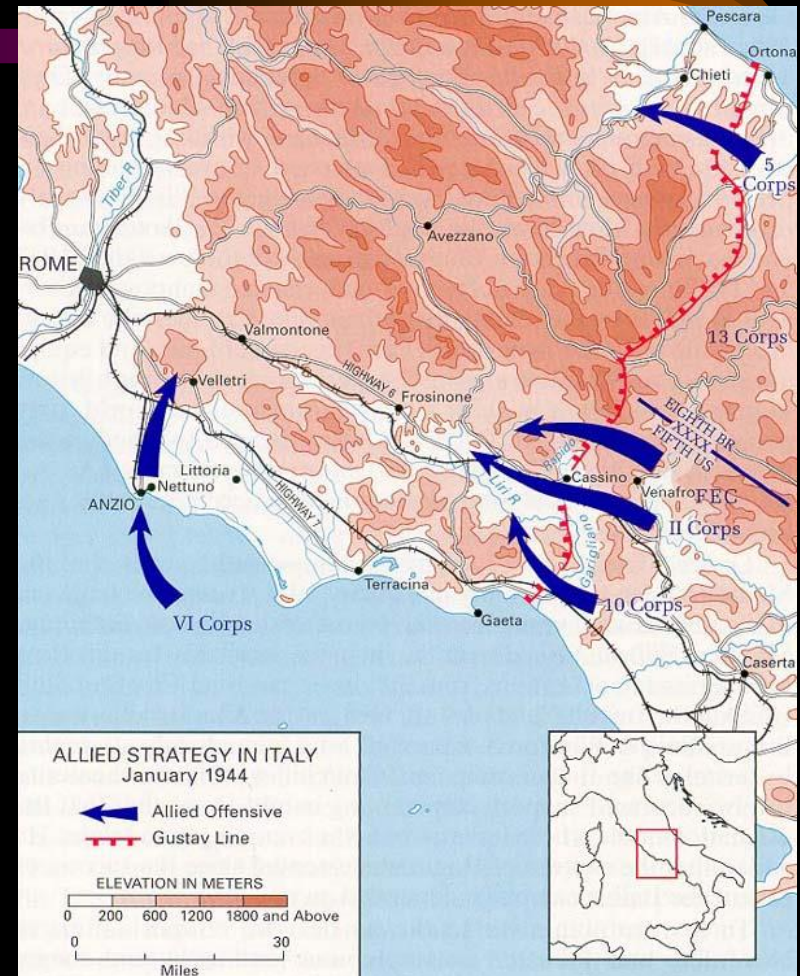 Pescara
Ortona
Chieti
5
Corps
Tiber R
Avezzano
ROME
13 Corps
Valmontone
HIGHWAY 6
Velletri
Frosinone
EIGHTH BR
XXXX
FIFTH US
Rapido
Littoria
Cassino
Nettuno
Venafro
FEC
ANZIO
HIGHWAY 7
Liri R
II Corps
Garigliano
Terracina
10 Corps
Gaeta
VI Corps
Caserta
ALLIED STRATEGY IN ITALY
January 1944
Allied Offensive
Gustav Line
ELEVATION IN METERS
0 200 600 1200 1800 and Above
0 30
Miles